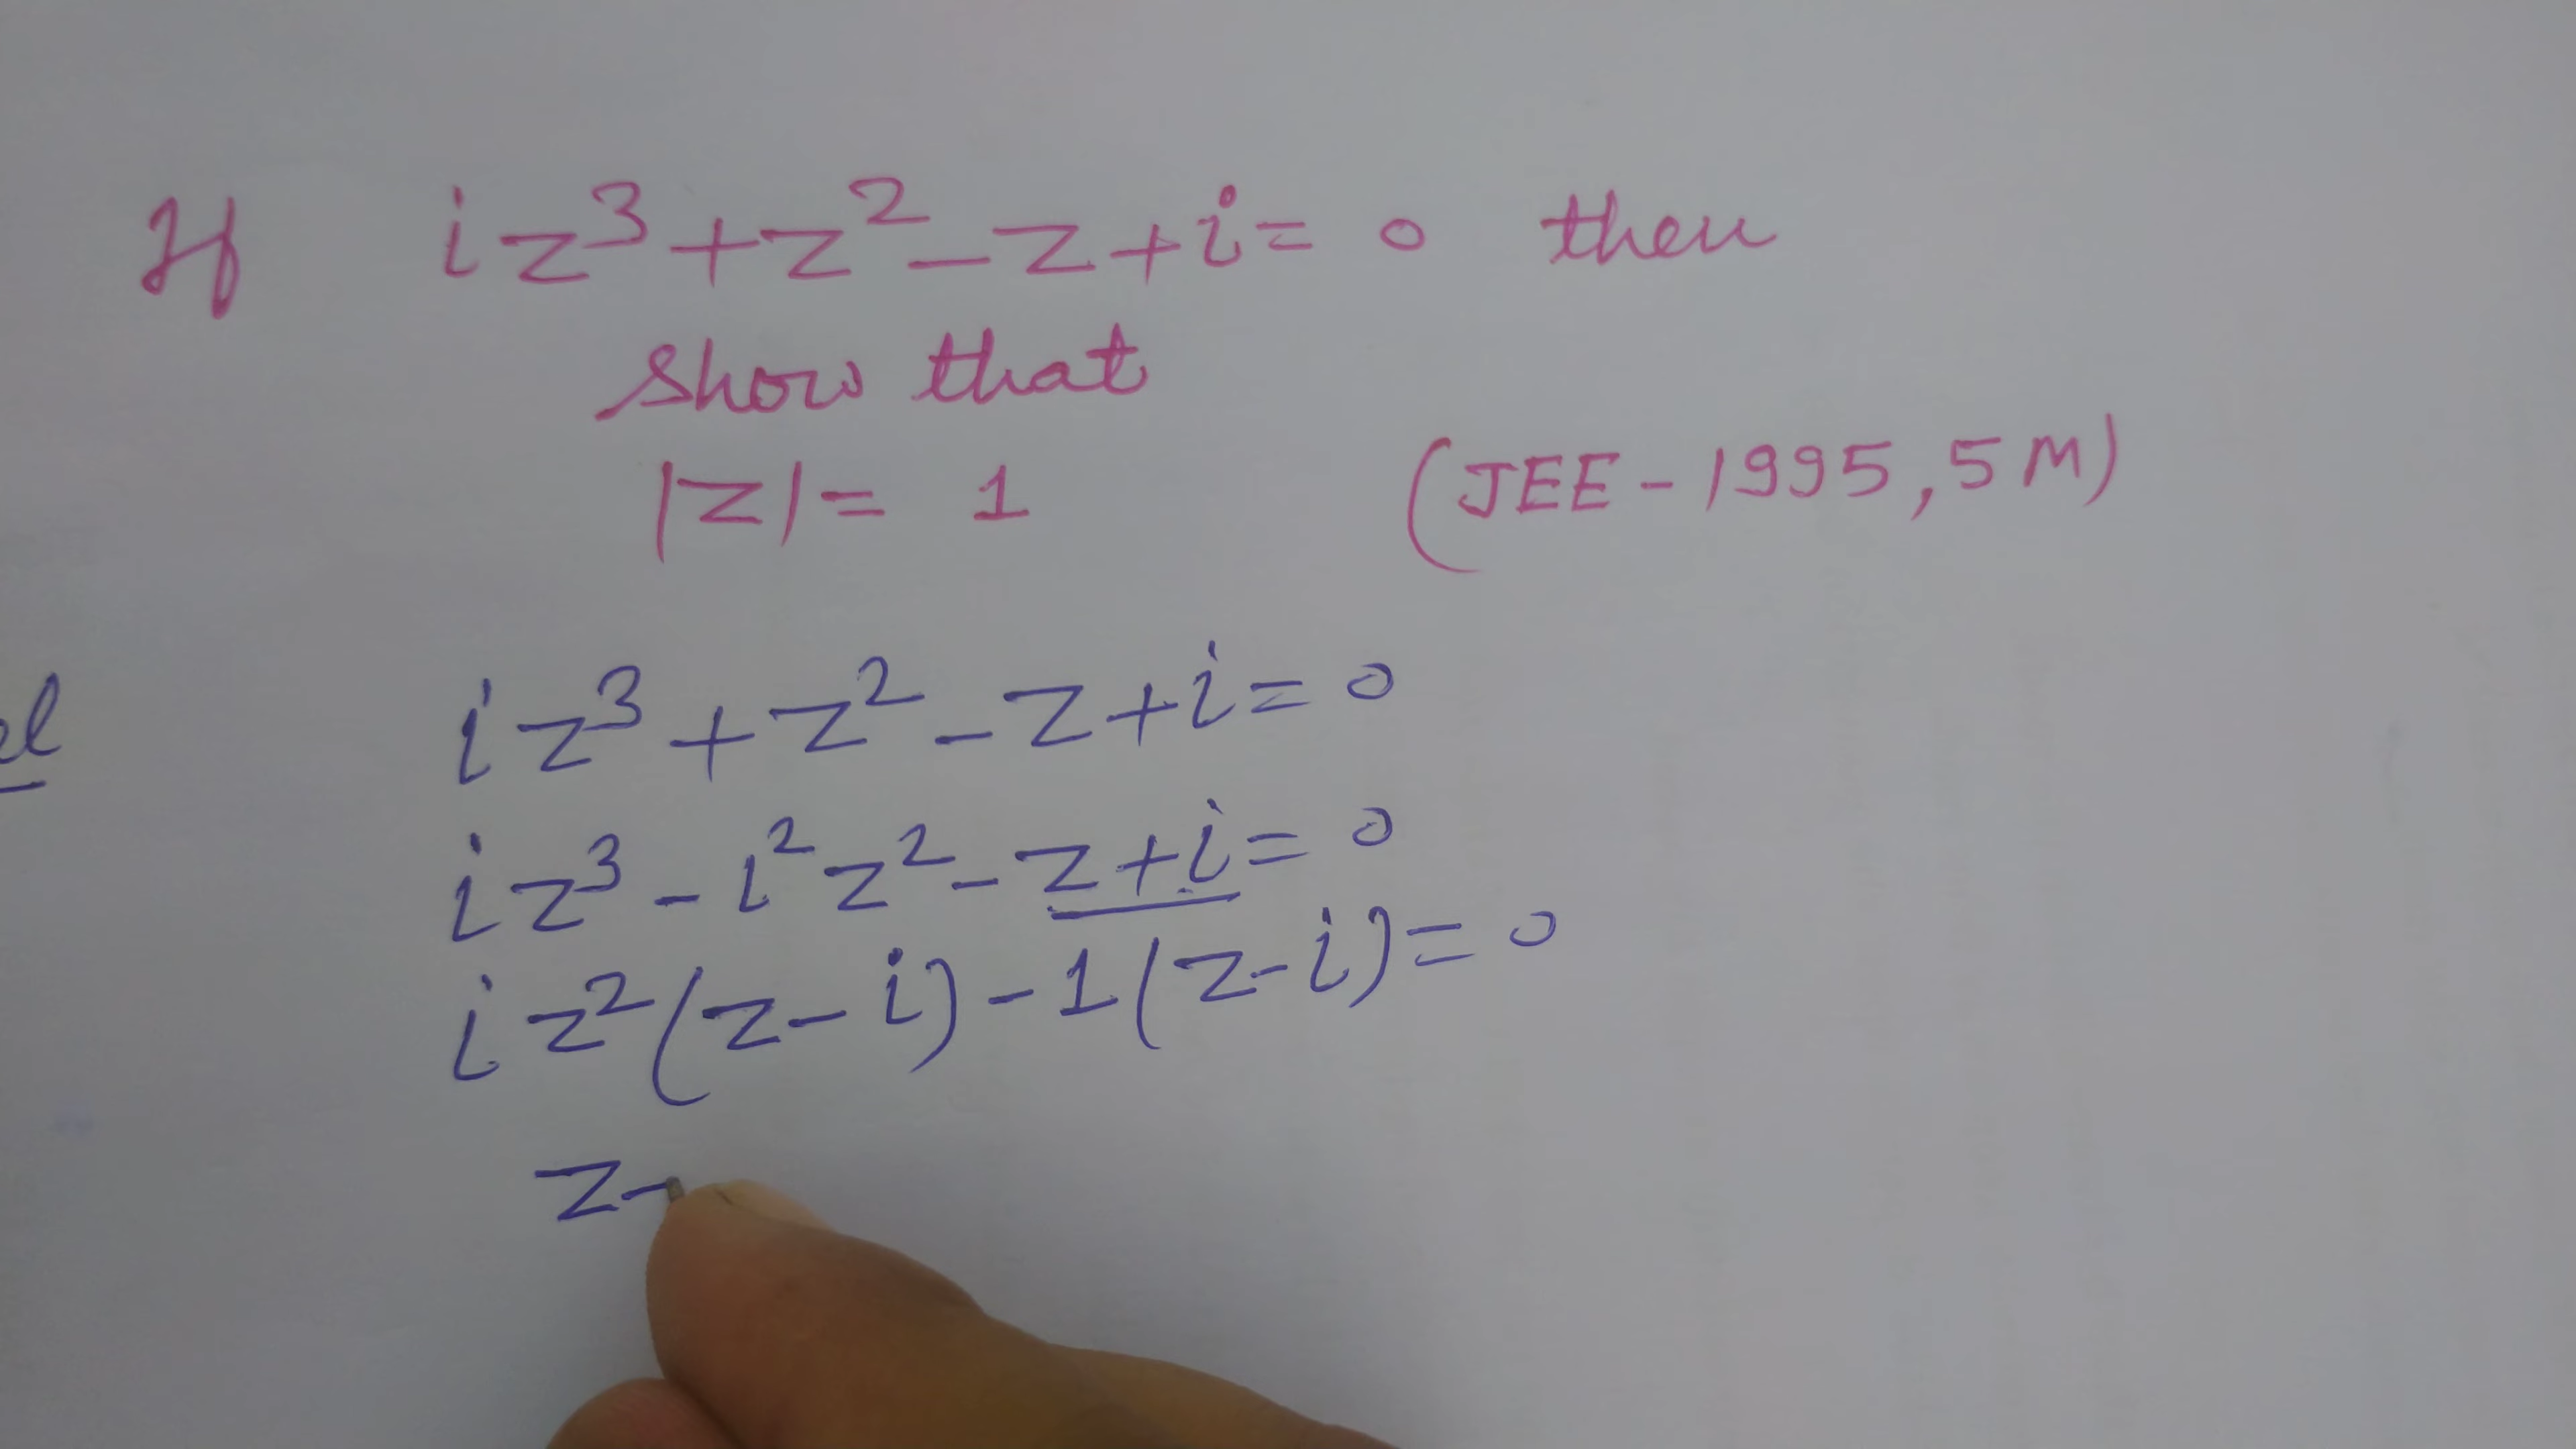 If iz³+z²-z+i= 0 then
show that
|z|= 1 (JEE-1995,5M)
iz³+z²-z+i=0
iz³-i²z²-z+i=0
iz²(z-i)-1(z-i)=0
z-